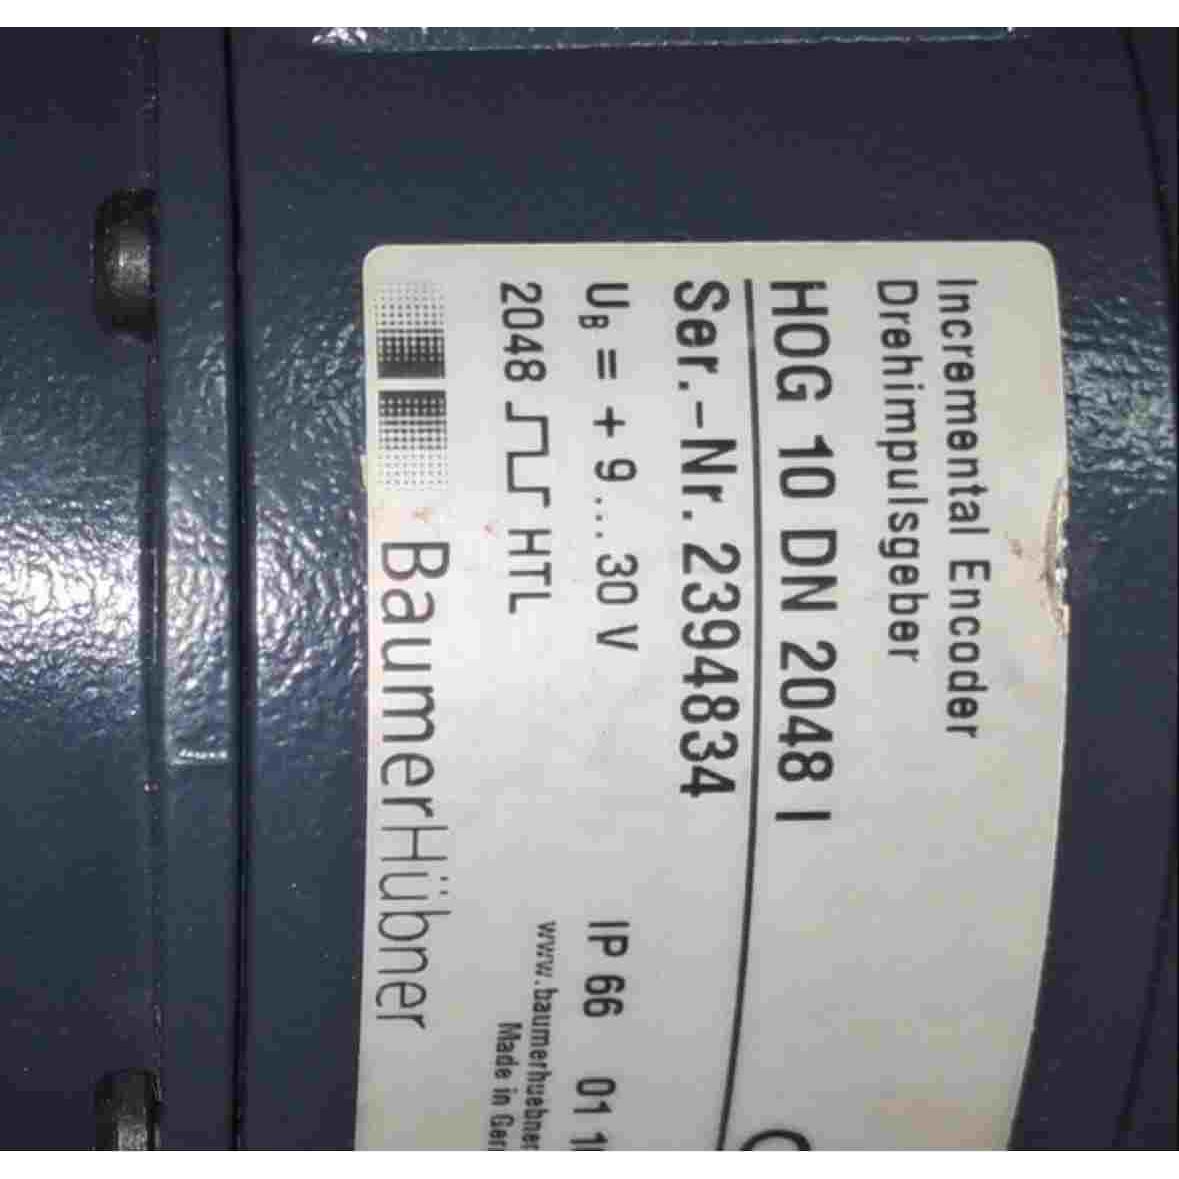 Incremental Encoder
Drehimpulsgeber
HOG 10 DN 2048 I
Ser.-Nr. 2394834
UB = + 9...30 V IP 66 01
2048 HTL www.baumerhuebner
Made in
BaumerHübner